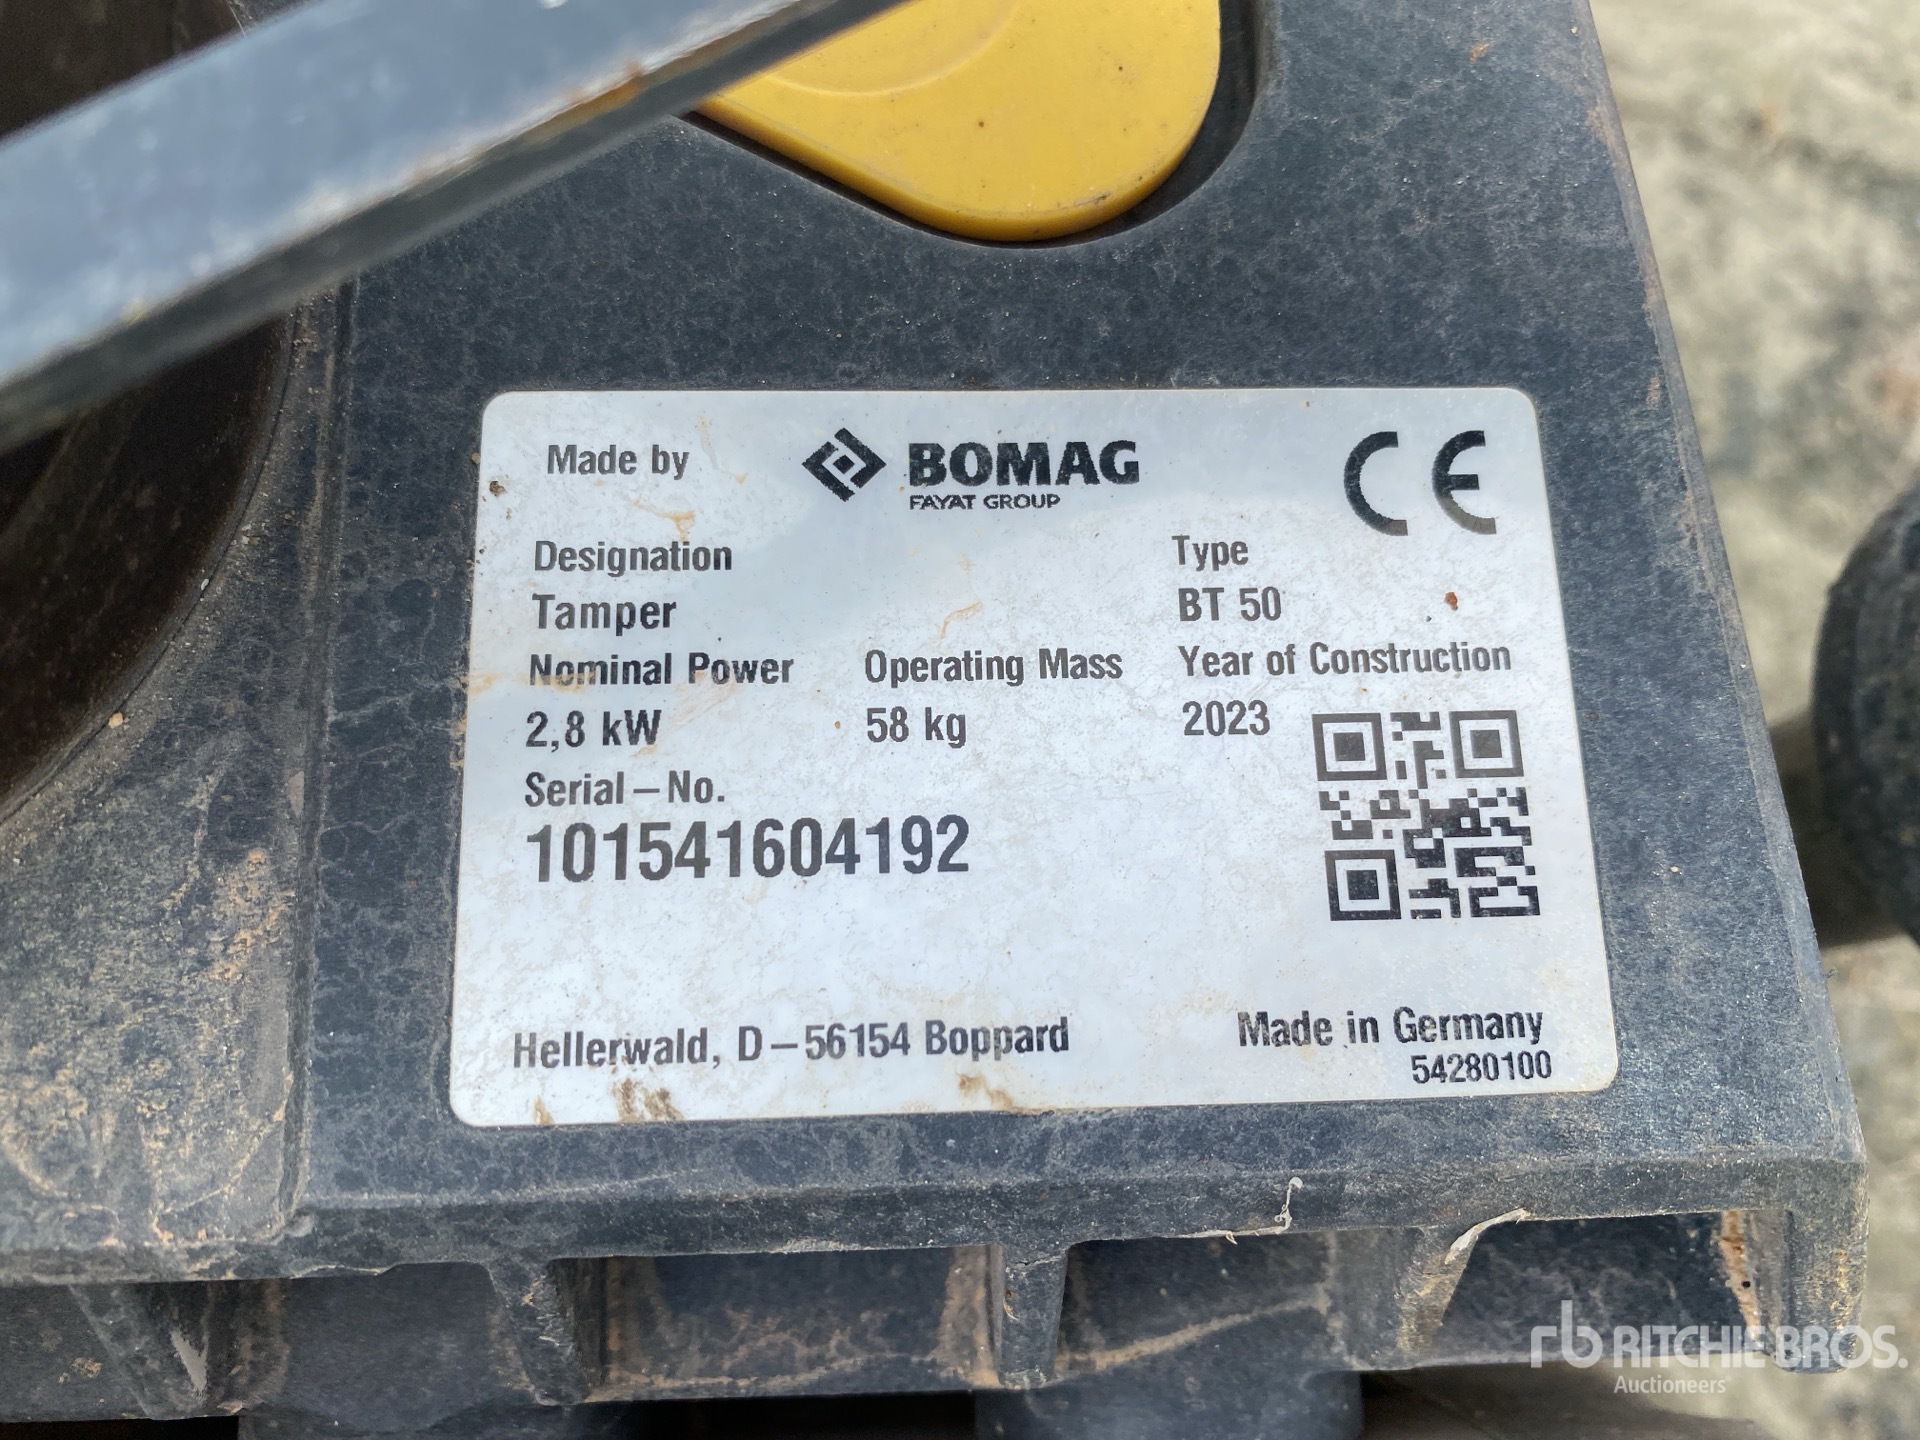 Made by
BOMAG
FAYAT GROUP
CE
Designation
Tamper
Type
BT 50
Nominal Power
2,8 kW
Operating Mass
58 kg
Year of Construction
2023
Serial-No.
101541604192
Hellerwald, D-56154 Boppard
Made in Germany
54280100
rb RITCHIE BROS.
Auctioneers